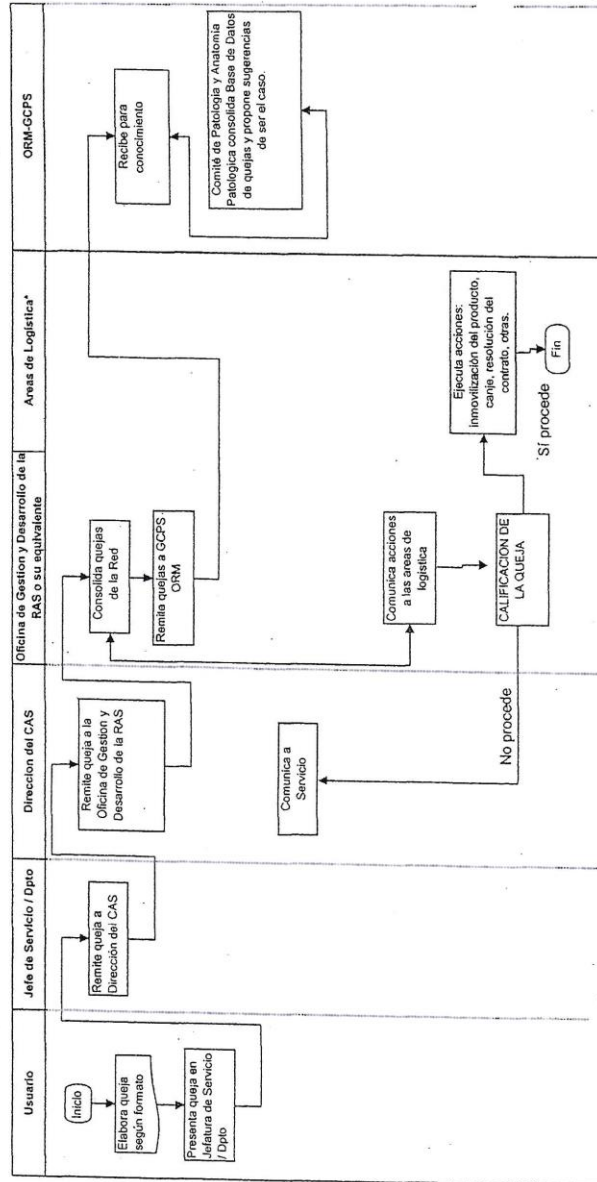 Usuario
Jefe de Servicio / Dpto
Direccion del CAS
Oficina de Gestion y Desarrollo de la
RAS o su equivalente
Areas de Logística*
ORM-GCPS
Inicio
Elabora queja
según formato
Presenta queja en
Jefatura de Servicio
/ Dpto
Remite queja a
Dirección del CAS
Remite queja a la
Oficina de Gestion y
Desarrollo de la RAS
Comunica a
Servicio
No procede
Consolida quejas
de la Red
Remite quejas a GCPS
ORM
Comunica acciones
a las áreas de
logística
CALIFICACION DE
LA QUEJA
Sí procede
Ejecuta acciones:
inmovilización del producto,
canje, resolución del
contrato, otras.
Fin
Recibe para
conocimiento
Comité de Patologia y Anatomia
Patologica consolida Base de Datos
de quejas y propone sugerencias
de ser el caso.